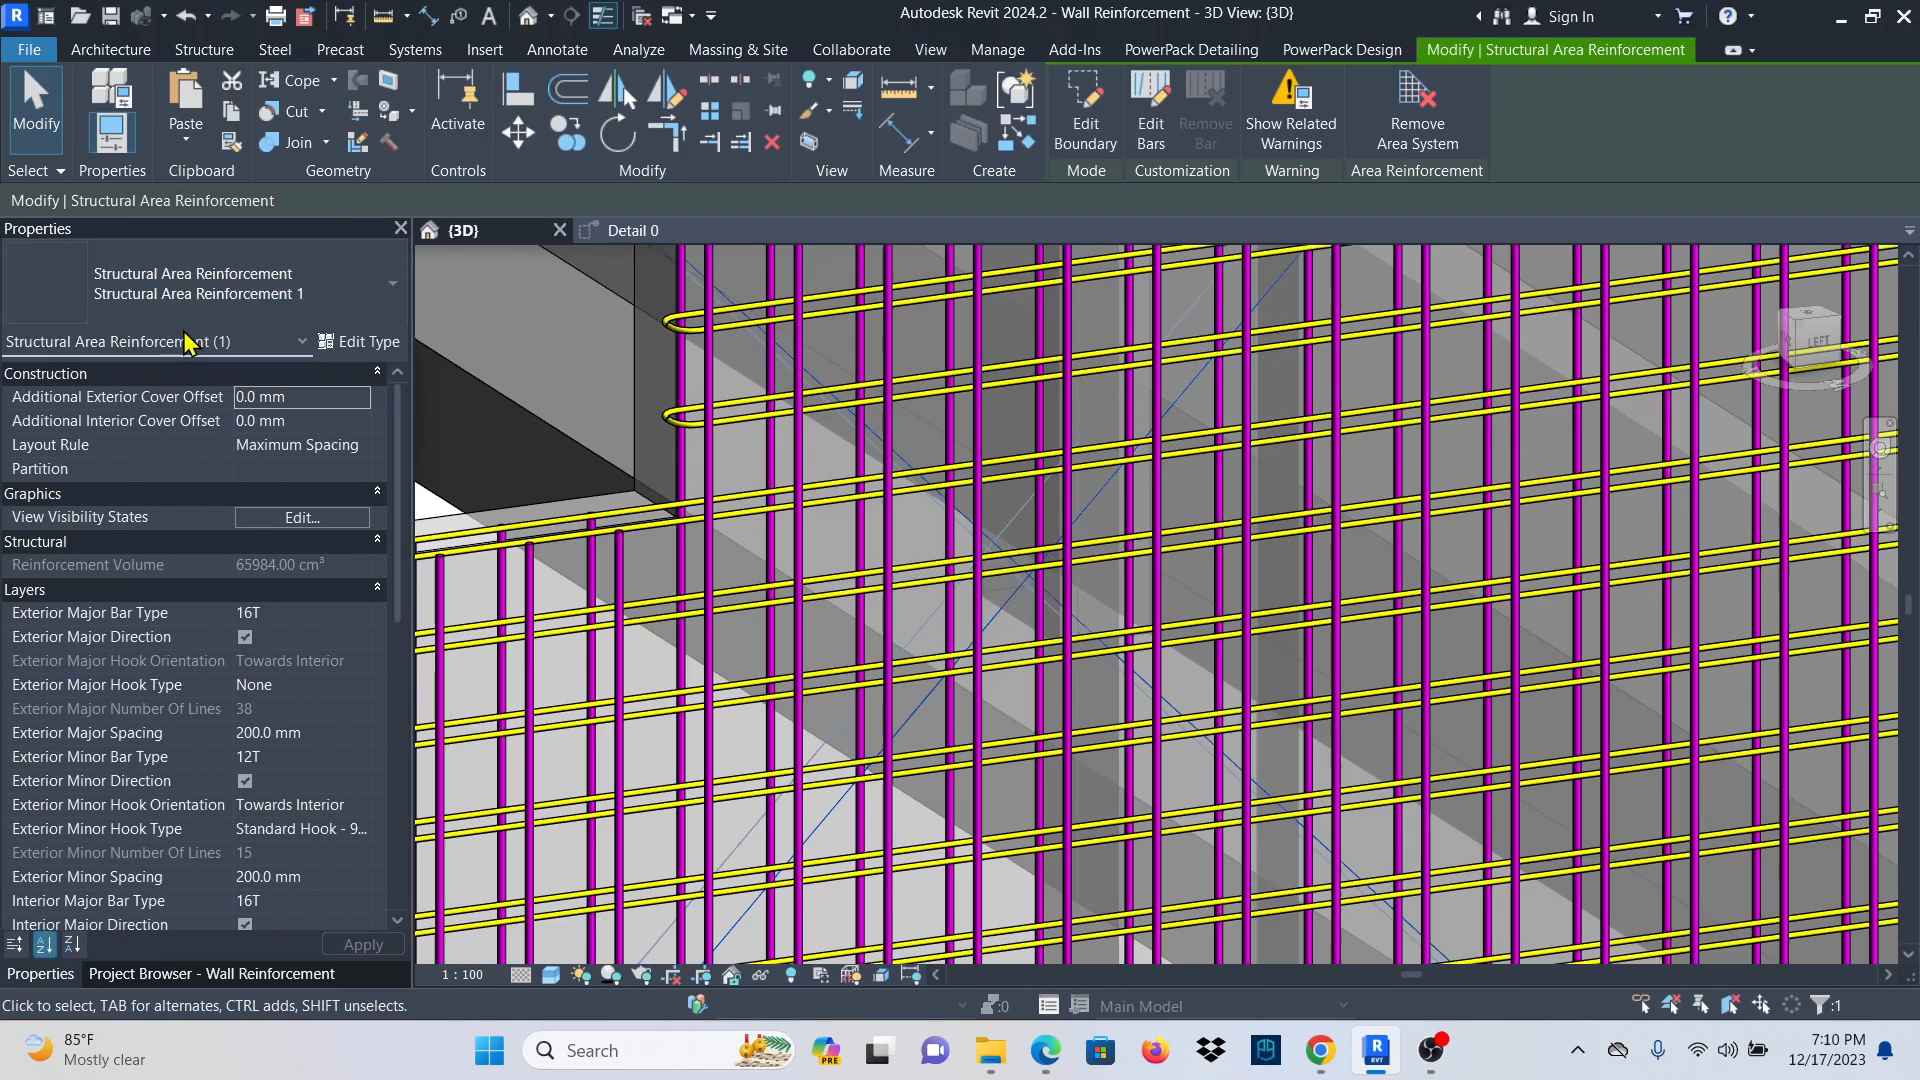 Autodesk Revit 2024.2 - Wall Reinforcement - 3D View: {3D}
Sign In
File Architecture Structure Steel Precast Systems Insert Annotate Analyze Massing & Site Collaborate View Manage Add-Ins PowerPack Detailing PowerPack Design Modify | Structural Area Reinforcement
Modify
Paste
Cope
Cut
Join
Activate
Edit Boundary
Edit Bars
Remove Bar
Show Related Warnings
Remove Area System
Select Properties Clipboard Geometry Controls Modify View Measure Create Mode Customization Warning Area Reinforcement
Modify | Structural Area Reinforcement
Properties
{3D}
Detail 0
Structural Area Reinforcement
Structural Area Reinforcement 1
Structural Area Reinforcement (1)
Edit Type
Construction
Additional Exterior Cover Offset 0.0 mm
Additional Interior Cover Offset 0.0 mm
Layout Rule Maximum Spacing
Partition
Graphics
View Visibility States Edit...
Structural
Reinforcement Volume 65984.00 cm³
Layers
Exterior Major Bar Type 16T
Exterior Major Direction
Exterior Major Hook Orientation Towards Interior
Exterior Major Hook Type None
Exterior Major Number Of Lines 38
Exterior Major Spacing 200.0 mm
Exterior Minor Bar Type 12T
Exterior Minor Direction
Exterior Minor Hook Orientation Towards Interior
Exterior Minor Hook Type Standard Hook - 9...
Exterior Minor Number Of Lines 15
Exterior Minor Spacing 200.0 mm
Interior Major Bar Type 16T
Interior Major Direction
Apply
Properties
Project Browser - Wall Reinforcement
LEFT
1 : 100
Click to select, TAB for alternates, CTRL adds, SHIFT unselects.
:0
Main Model
:1
85°F
Mostly clear
Search
PRE
R
RVT
7:10 PM
12/17/2023